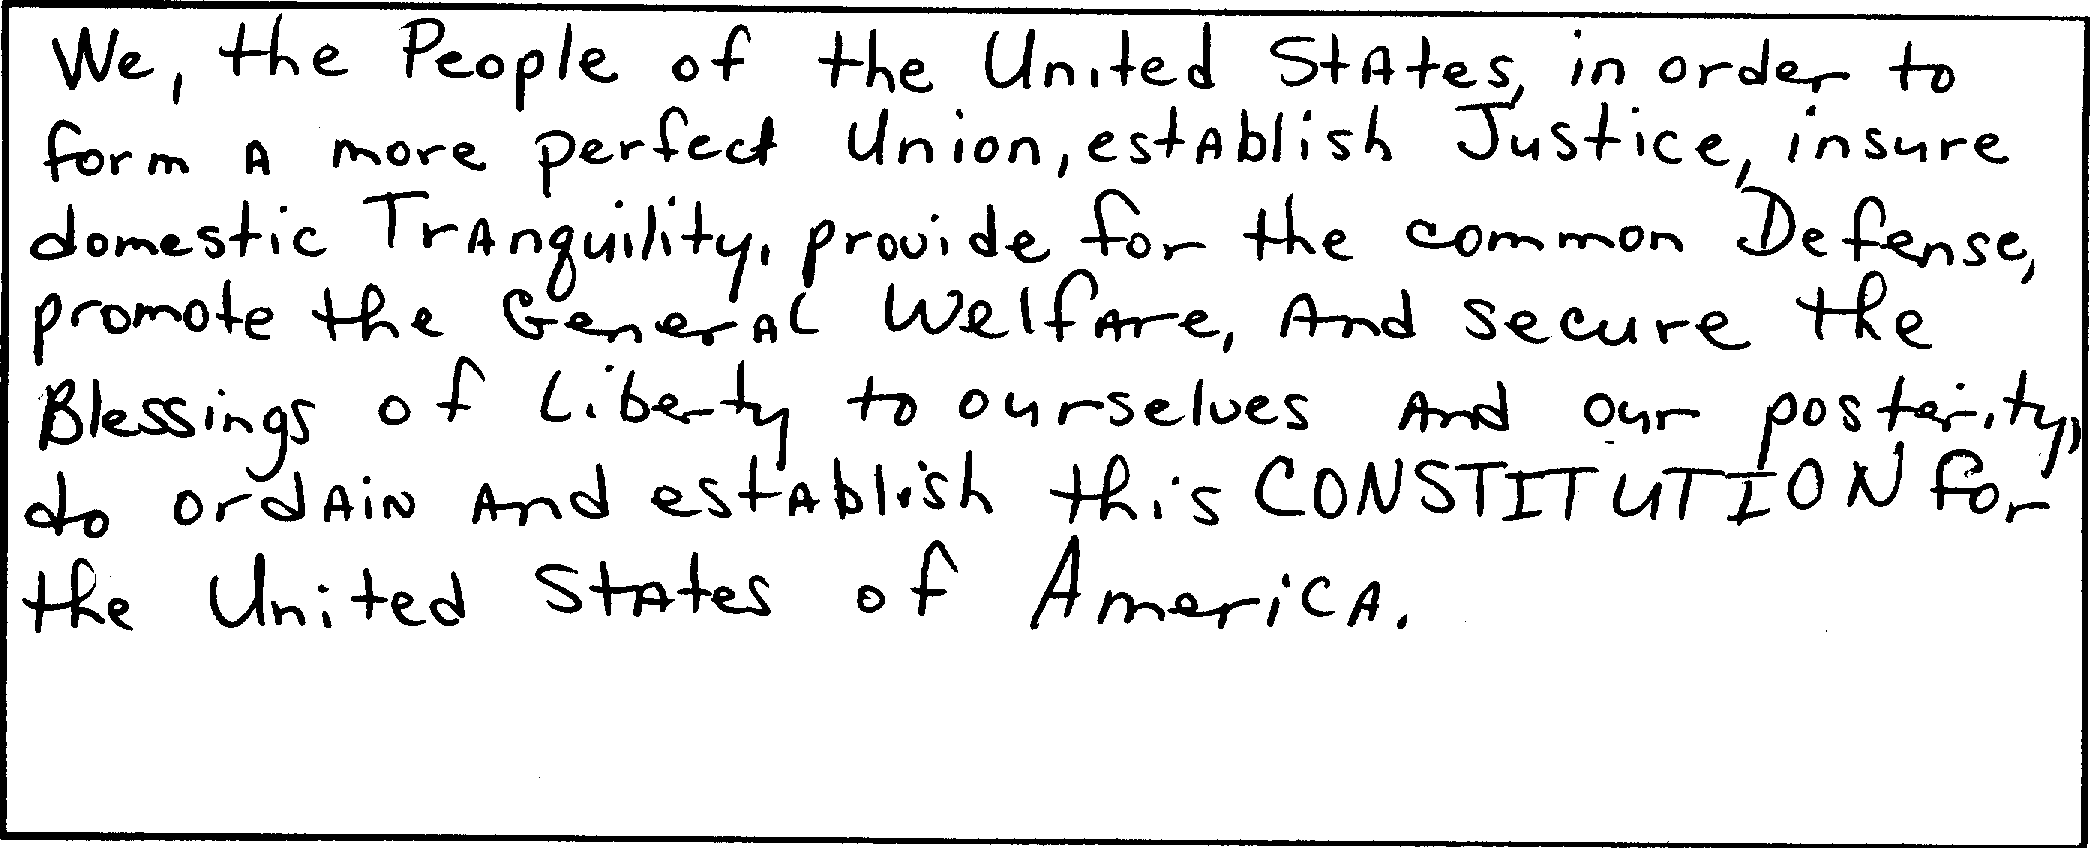 We, the People of the United States, in order to
form a more perfect Union, establish Justice, insure
domestic Tranquility, provide for the common Defense,
promote the General Welfare, and secure the
Blessings of Liberty to ourselves and our posterity,
do ordain and establish this CONSTITUTION for
the United States of America.